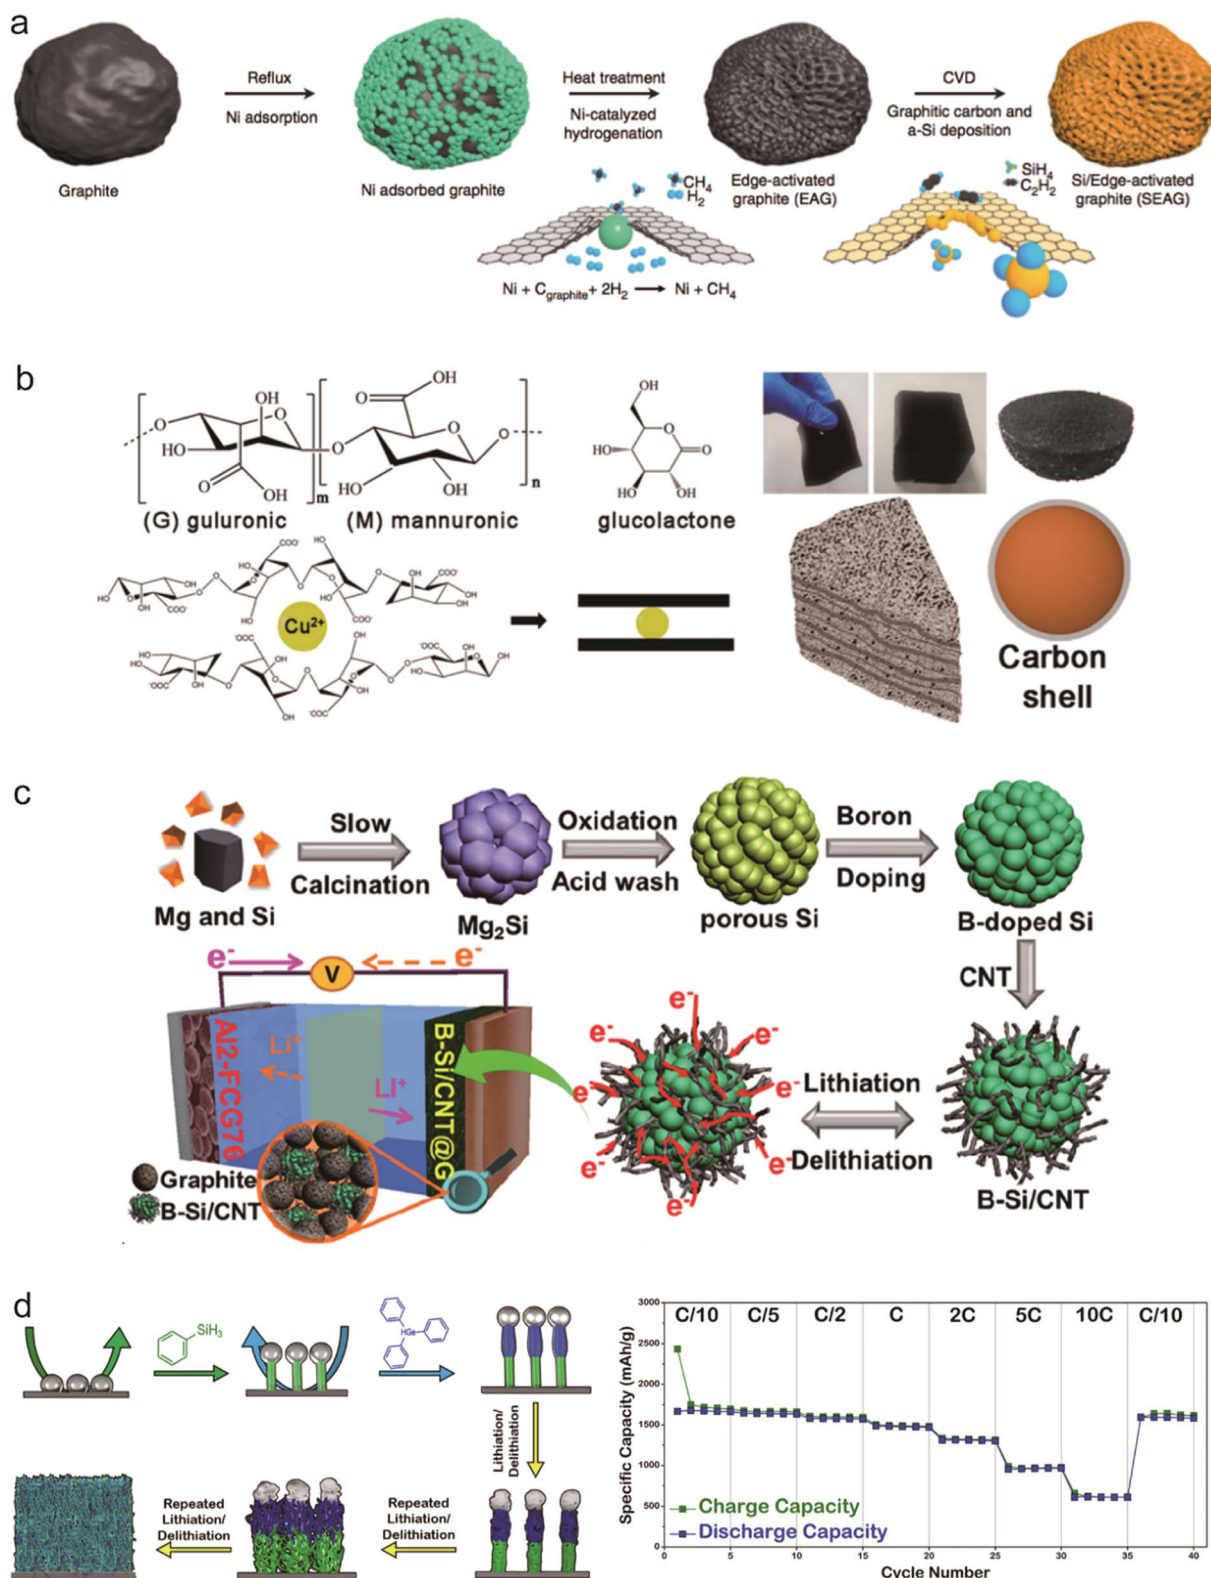 a
Reflux
Ni adsorption
Heat treatment
Ni-catalyzed
hydrogenation
CVD
Graphitic carbon and
a-Si deposition
Graphite
Ni adsorbed graphite
Edge-activated
graphite (EAG)
Si/Edge-activated
graphite (SEAG)
CH₄
H₂
SiH₄
C₂H₂
Ni + C_graphite + 2H₂ → Ni + CH₄
b
(G) guluronic
(M) mannuronic
glucolactone
m
n
O
OH
HO
COO⁻
⁻OOC
Cu²⁺
Carbon
shell
c
Mg and Si
Slow
Calcination
Mg₂Si
Oxidation
Acid wash
porous Si
Boron
Doping
B-doped Si
CNT
B-Si/CNT
Lithiation
Delithiation
e⁻
e⁻
V
Al2-FCG76
Li⁺
Li⁺
B-Si/CNT@G
Graphite
B-Si/CNT
d
SiH₃
HGe
Lithiation/
Delithiation
Repeated
Lithiation/
Delithiation
Repeated
Lithiation/
Delithiation
C/10 C/5 C/2 C 2C 5C 10C C/10
Specific Capacity (mAh/g)
3000
2500
2000
1500
1000
500
0
Charge Capacity
Discharge Capacity
0 5 10 15 20 25 30 35 40
Cycle Number